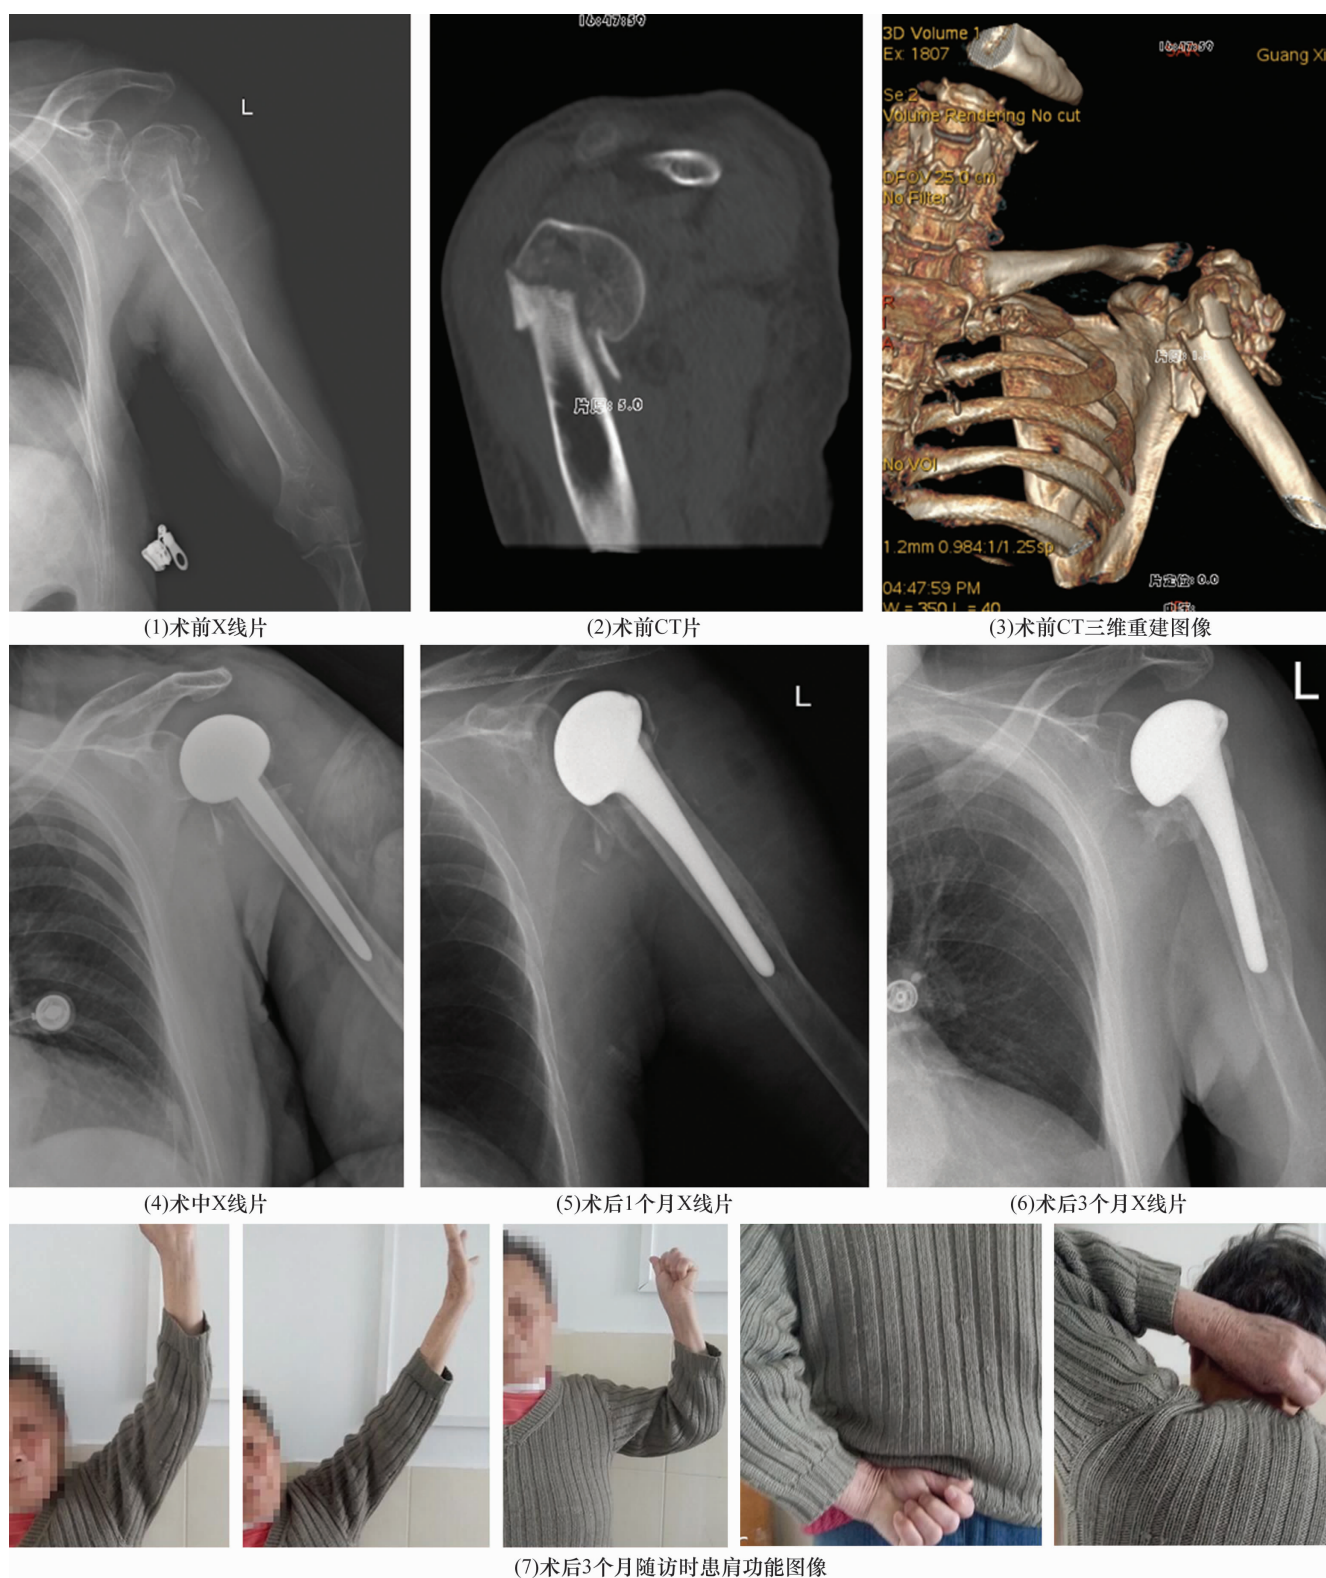 16:47:59
L
3D Volume 1
Ex: 1807
Se:2
Volume Rendering No cut
DFOV 25.0 cm
No Filter
16:47:59
Guang Xi
R
I
A
片厚: 5.0
No VOI
1.2mm 0.984:1/1.25sp
片定位: 0.0
04:47:59 PM
W = 350 L = 40
(1)术前X线片
(2)术前CT片
(3)术前CT三维重建图像
L
L
(4)术中X线片
(5)术后1个月X线片
(6)术后3个月X线片
(7)术后3个月随访时患肩功能图像